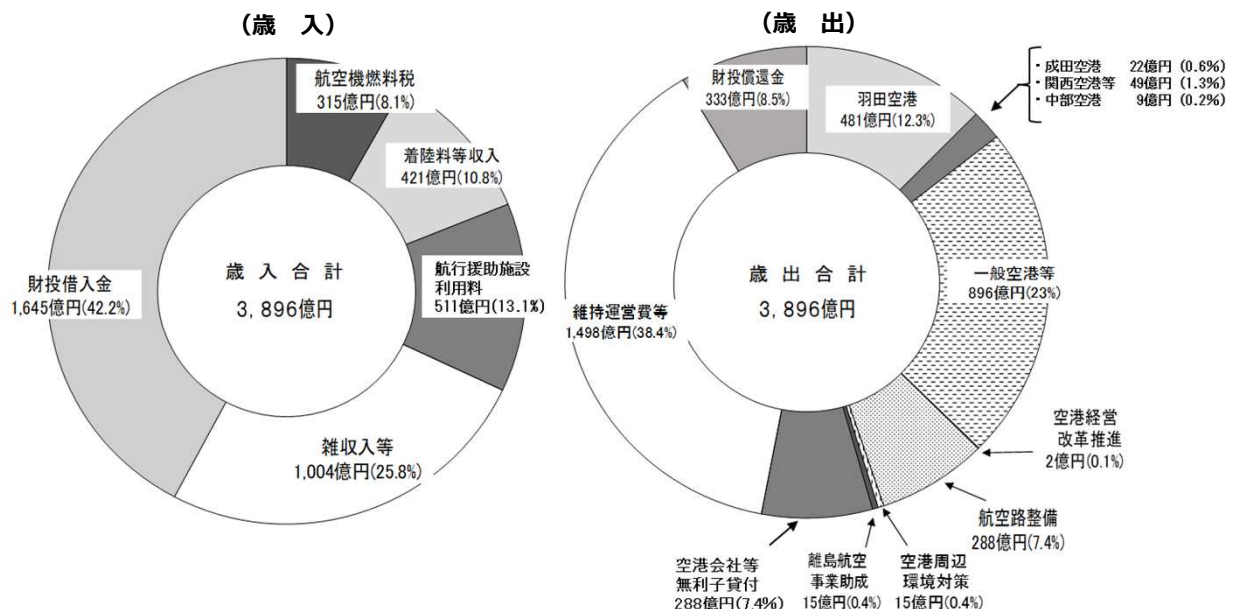 （歳　入）
航空機燃料税
315億円(8.1%)
着陸料等収入
421億円(10.8%)
航行援助施設
利用料
511億円(13.1%)
雑収入等
1,004億円(25.8%)
財投借入金
1,645億円(42.2%)
歳入合計
3,896億円
（歳　出）
羽田空港
481億円(12.3%)
・成田空港　22億円（0.6%）
・関西空港等　49億円（1.3%）
・中部空港　9億円（0.2%）
一般空港等
896億円(23%)
空港経営
改革推進
2億円(0.1%)
航空路整備
288億円(7.4%)
空港周辺
環境対策
15億円(0.4%)
離島航空
事業助成
15億円(0.4%)
空港会社等
無利子貸付
288億円(7.4%)
維持運営費等
1,498億円(38.4%)
財投償還金
333億円(8.5%)
歳出合計
3,896億円